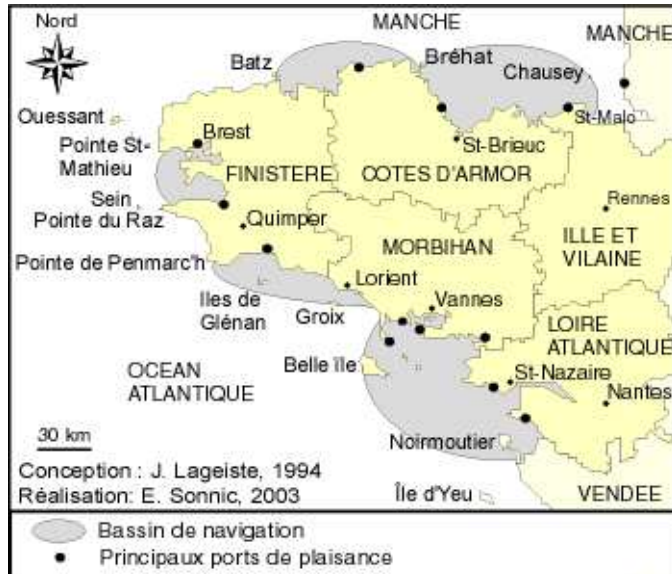 Nord
MANCHE
MANCHE
Batz
Bréhat
Chausey
Ouessant
Brest
St-Malo
Pointe St-
Mathieu
St-Brieuc
FINISTERE
COTES D'ARMOR
Sein
Pointe du Raz
Quimper
Rennes
MORBIHAN
ILLE ET
VILAINE
Pointe de Penmarc'h
Lorient
Iles de
Glénan
Groix
Vannes
LOIRE
ATLANTIQUE
Belle île
OCEAN
ATLANTIQUE
St-Nazaire
Nantes
30 km
Noirmoutier
Conception : J. Lageiste, 1994
Réalisation: E. Sonnic, 2003
Île d'Yeu
VENDEE
Bassin de navigation
Principaux ports de plaisance